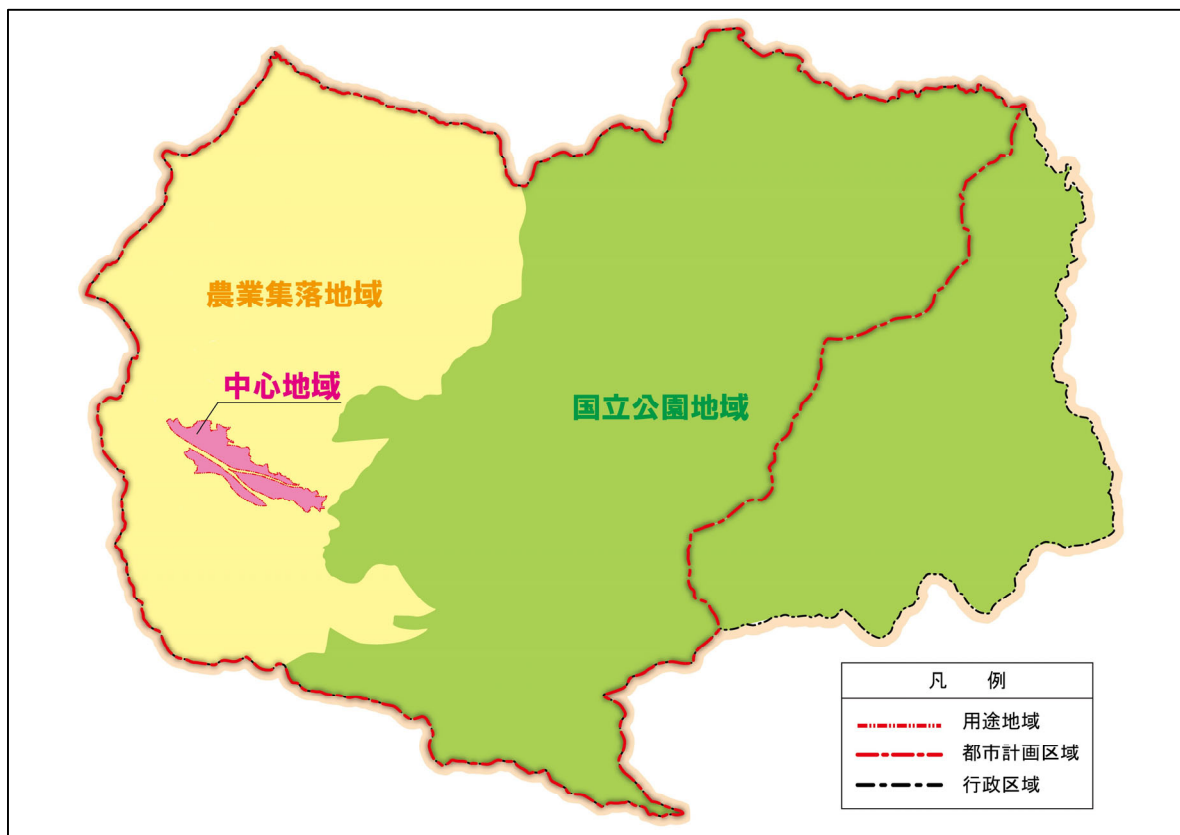 農業集落地域
中心地域
国立公園地域
凡 例
用途地域
都市計画区域
行政区域